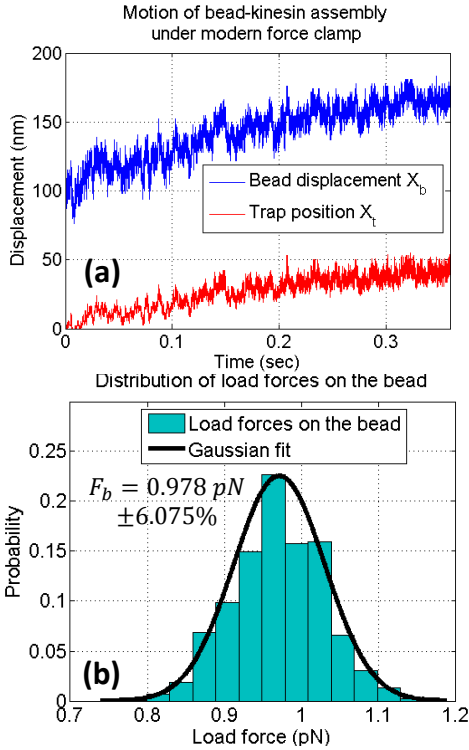 Motion of bead-kinesin assembly
under modern force clamp
200
150
100
50
0
Displacement (nm)
Bead displacement X_b
Trap position X_t
(a)
0 0.1 0.2 0.3
Time (sec)
Distribution of load forces on the bead
Load forces on the bead
Gaussian fit
F_b = 0.978 pN
±6.075%
0.25
0.2
0.15
0.1
0.05
0
Probability
(b)
0.7 0.8 0.9 1 1.1 1.2
Load force (pN)